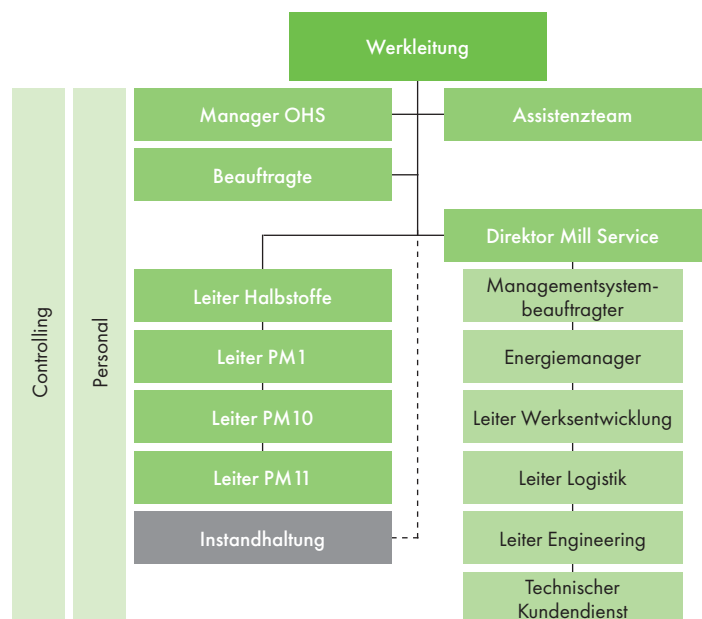 Werkleitung
Controlling
Personal
Manager OHS
Assistenzteam
Beauftragte
Direktor Mill Service
Leiter Halbstoffe
Leiter PM1
Leiter PM10
Leiter PM11
Instandhaltung
Managementsystem-
beauftragter
Energiemanager
Leiter Werksentwicklung
Leiter Logistik
Leiter Engineering
Technischer
Kundendienst